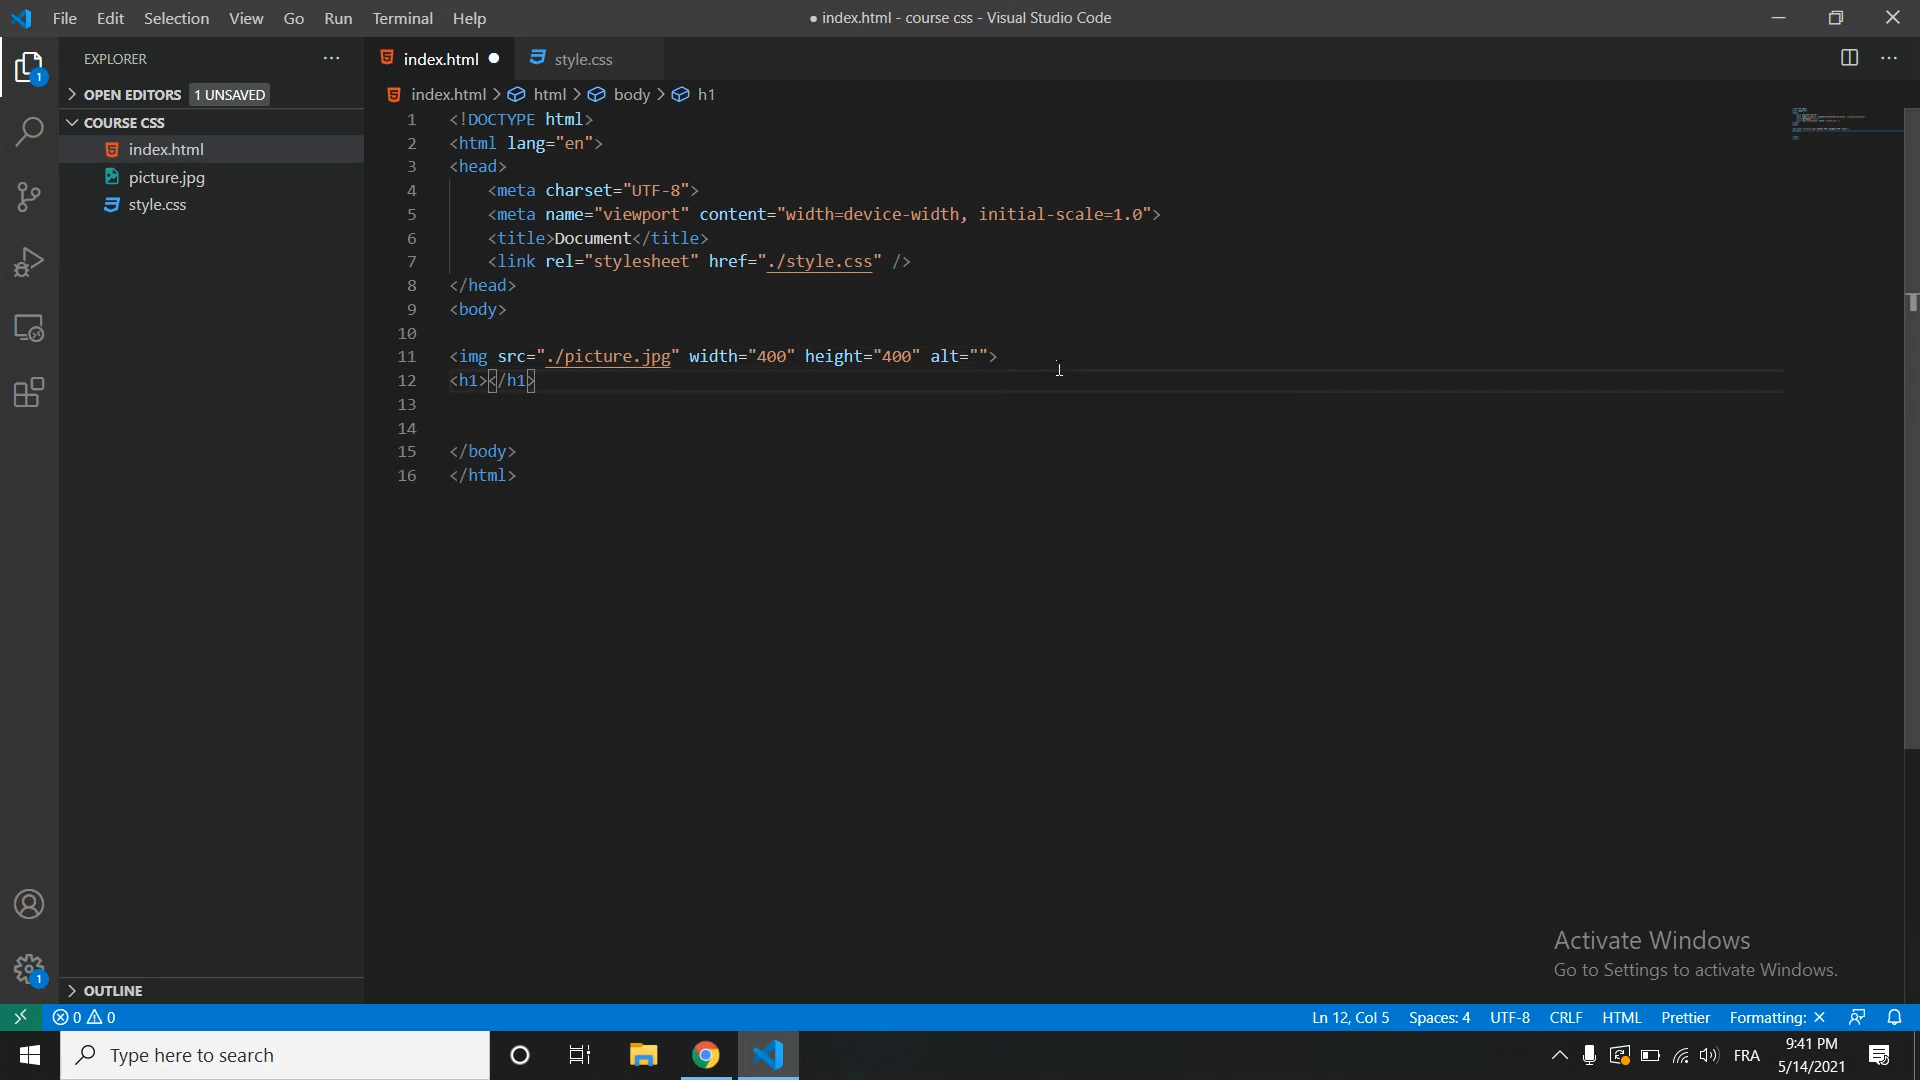 File Edit Selection View Go Run Terminal Help
● index.html - course css - Visual Studio Code
EXPLORER
index.html
style.css
1
OPEN EDITORS 1 UNSAVED
index.html > html > body > h1
COURSE CSS
index.html
picture.jpg
style.css
1 <!DOCTYPE html>
2 <html lang="en">
3 <head>
4 <meta charset="UTF-8">
5 <meta name="viewport" content="width=device-width, initial-scale=1.0">
6 <title>Document</title>
7 <link rel="stylesheet" href="./style.css" />
8 </head>
9 <body>
10
11 <img src="./picture.jpg" width="400" height="400" alt="">
12 <h1></h1>
13
14
15 </body>
16 </html>
Activate Windows
Go to Settings to activate Windows.
1
OUTLINE
0 0
Ln 12, Col 5 Spaces: 4 UTF-8 CRLF HTML Prettier Formatting: ×
Type here to search
FRA
9:41 PM
5/14/2021